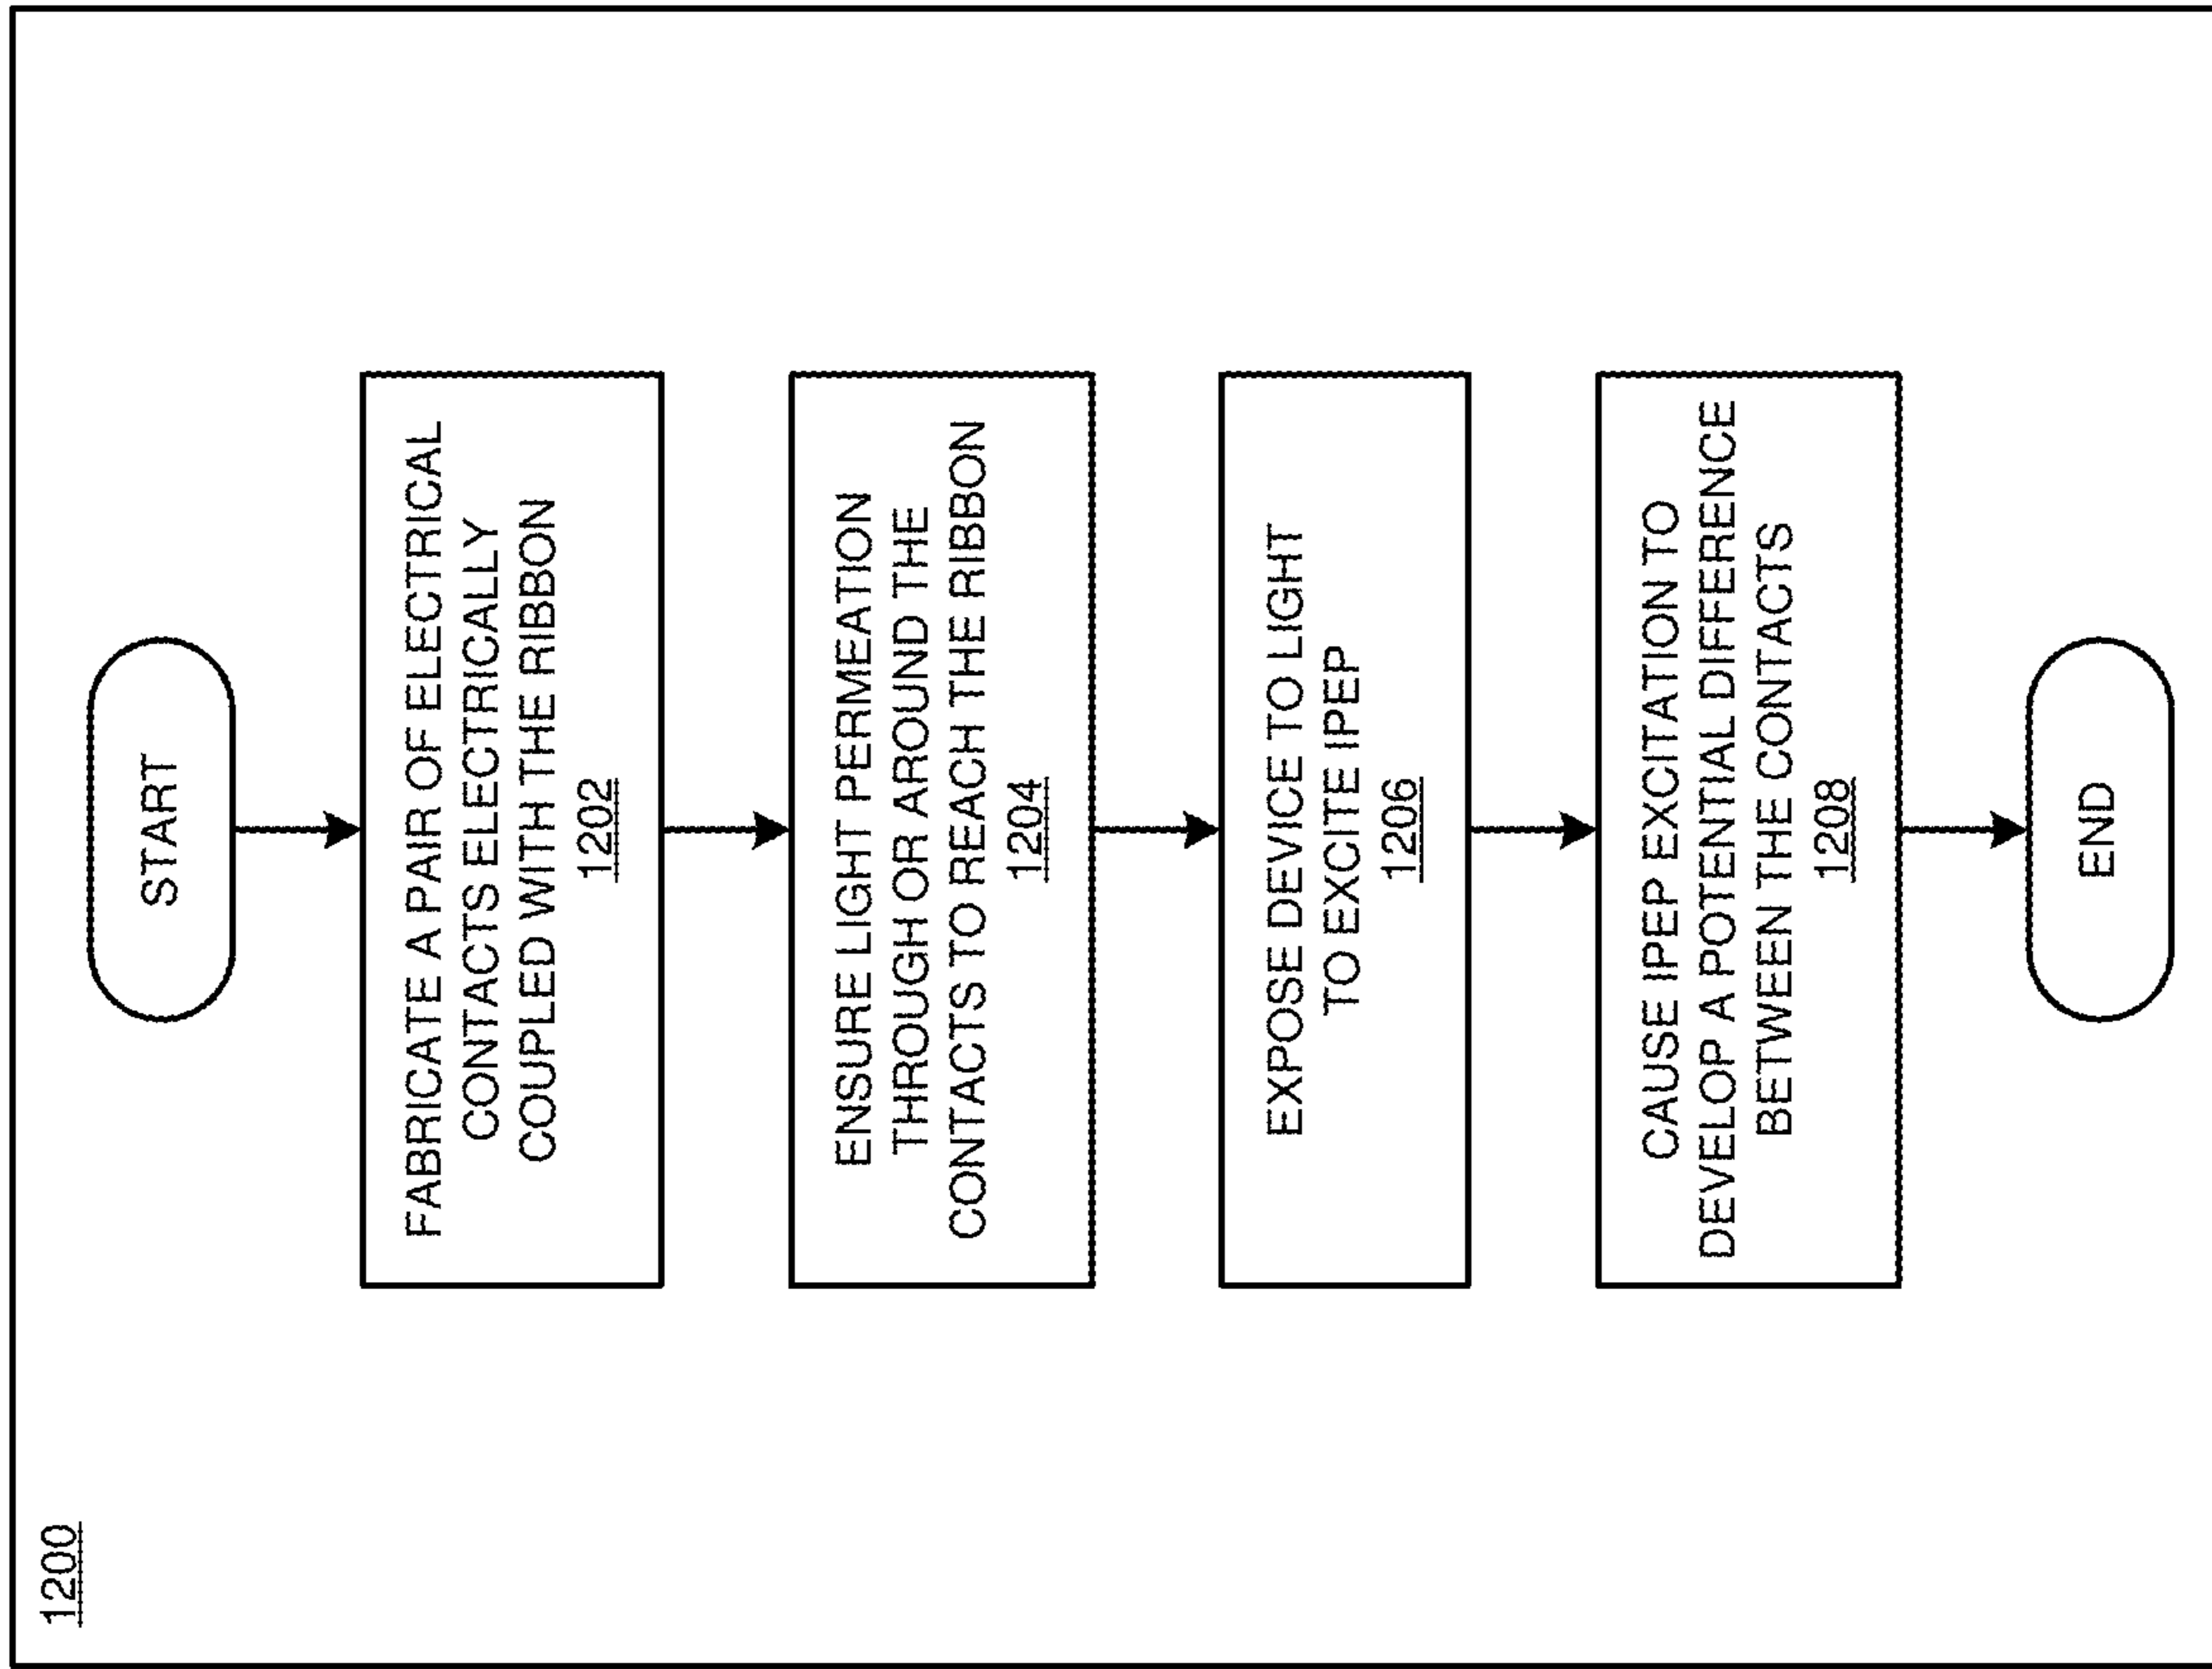 1200
START
FABRICATE A PAIR OF ELECTRICAL
CONTACTS ELECTRICALLY
COUPLED WITH THE RIBBON
1202
ENSURE LIGHT PERMEATION
THROUGH OR AROUND THE
CONTACTS TO REACH THE RIBBON
1204
EXPOSE DEVICE TO LIGHT
TO EXCITE IPEP
1206
CAUSE IPEP EXCITATION TO
DEVELOP A POTENTIAL DIFFERENCE
BETWEEN THE CONTACTS
1208
END